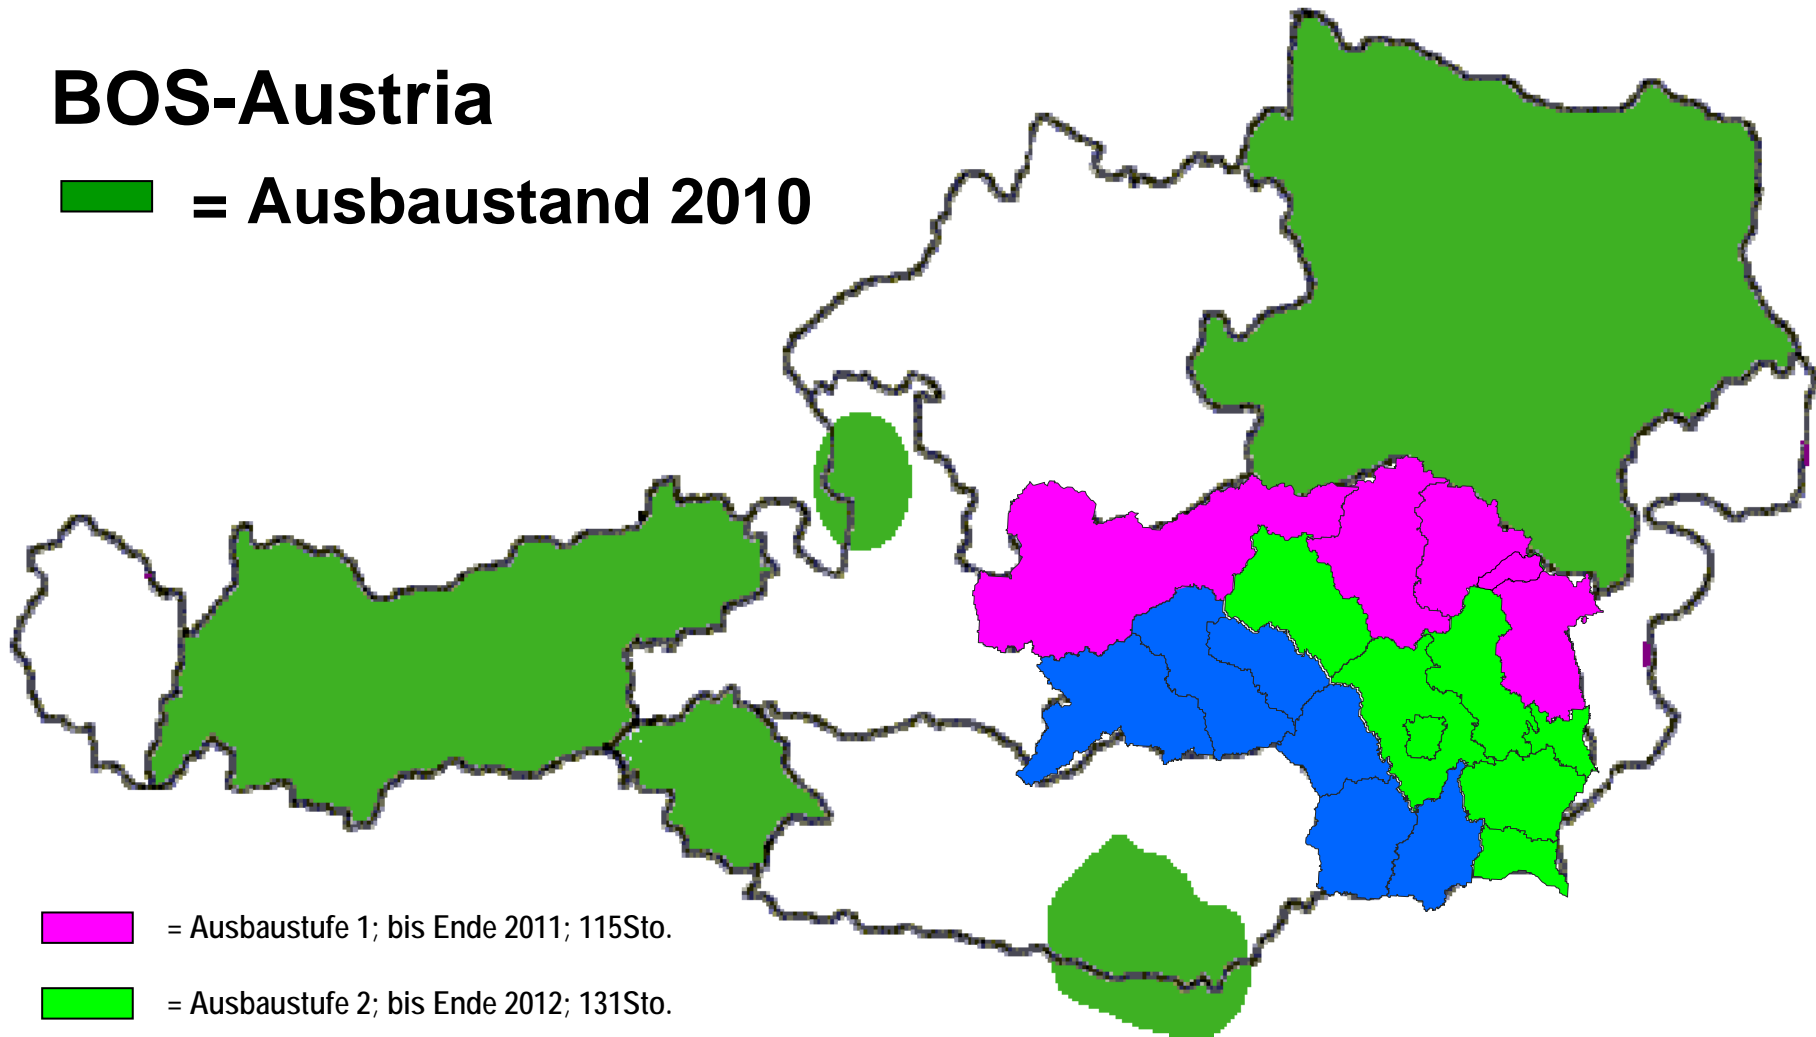 BOS-Austria
= Ausbaustand 2010
= Ausbaustufe 1; bis Ende 2011; 115Sto.
= Ausbaustufe 2; bis Ende 2012; 131Sto.